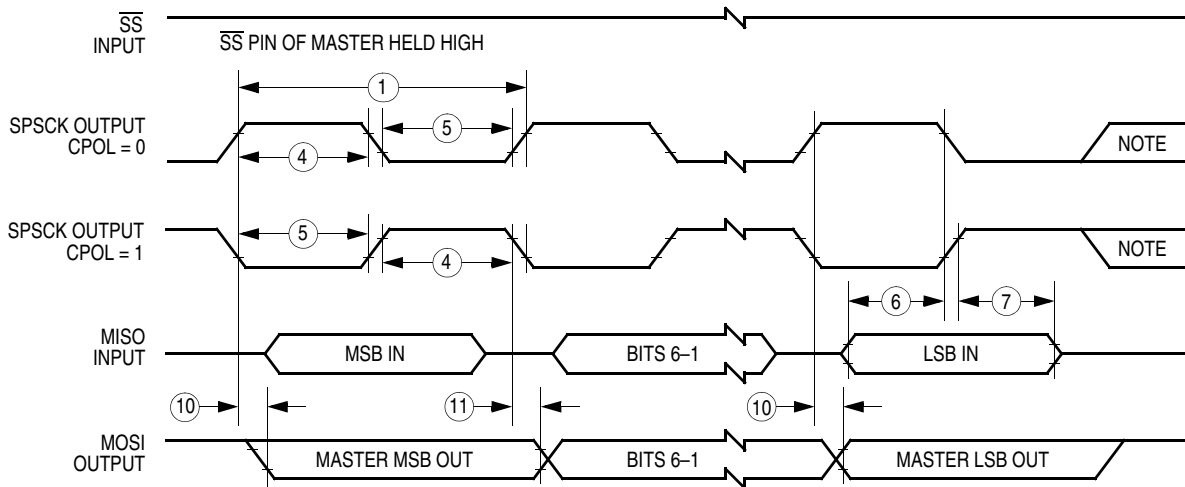 SS
INPUT
SS PIN OF MASTER HELD HIGH
1
SPSCK OUTPUT
CPOL = 0
5
4
NOTE
SPSCK OUTPUT
CPOL = 1
5
4
NOTE
6
7
MISO
INPUT
MSB IN
BITS 6–1
LSB IN
10
11
10
MOSI
OUTPUT
MASTER MSB OUT
BITS 6–1
MASTER LSB OUT